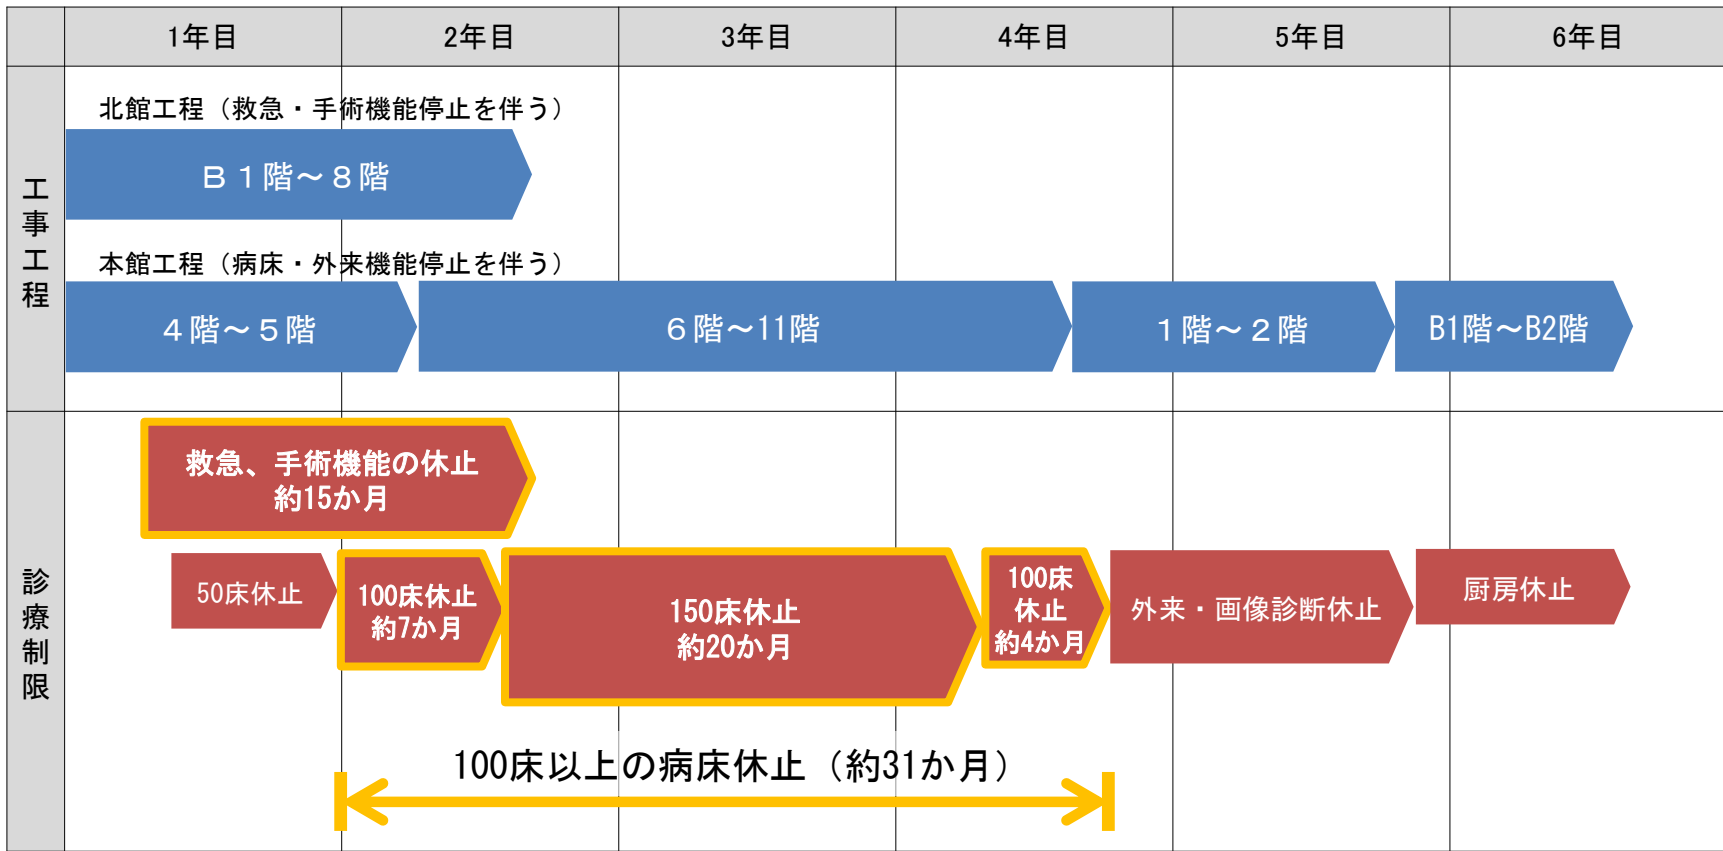 1年目
2年目
3年目
4年目
5年目
6年目
工事工程
北館工程（救急・手術機能停止を伴う）
Ｂ１階～８階
本館工程（病床・外来機能停止を伴う）
４階～５階
６階～11階
１階～２階
B1階～B2階
診療制限
救急、手術機能の休止
約15か月
50床休止
100床休止
約7か月
150床休止
約20か月
100床
休止
約4か月
外来・画像診断休止
厨房休止
100床以上の病床休止（約31か月）